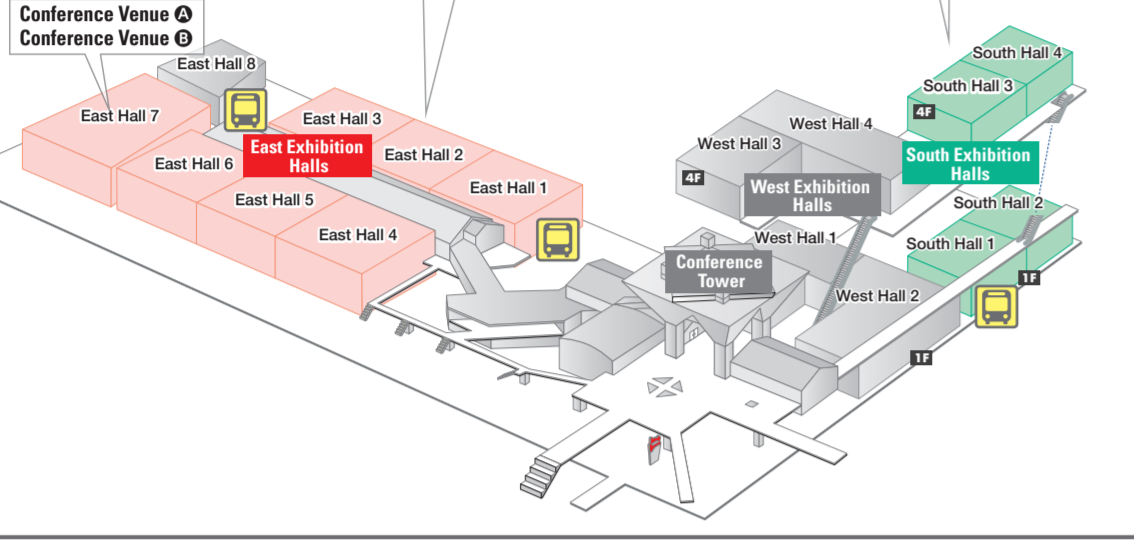 Conference Venue A
Conference Venue B
East Hall 8
East Hall 7
East Hall 3
East Hall 6
East Exhibition
Halls
East Hall 2
East Hall 5
East Hall 1
East Hall 4
South Hall 4
South Hall 3
4F
West Hall 4
West Hall 3
South Exhibition
Halls
4F
West Exhibition
Halls
South Hall 2
West Hall 1
South Hall 1
Conference
Tower
1F
West Hall 2
1F